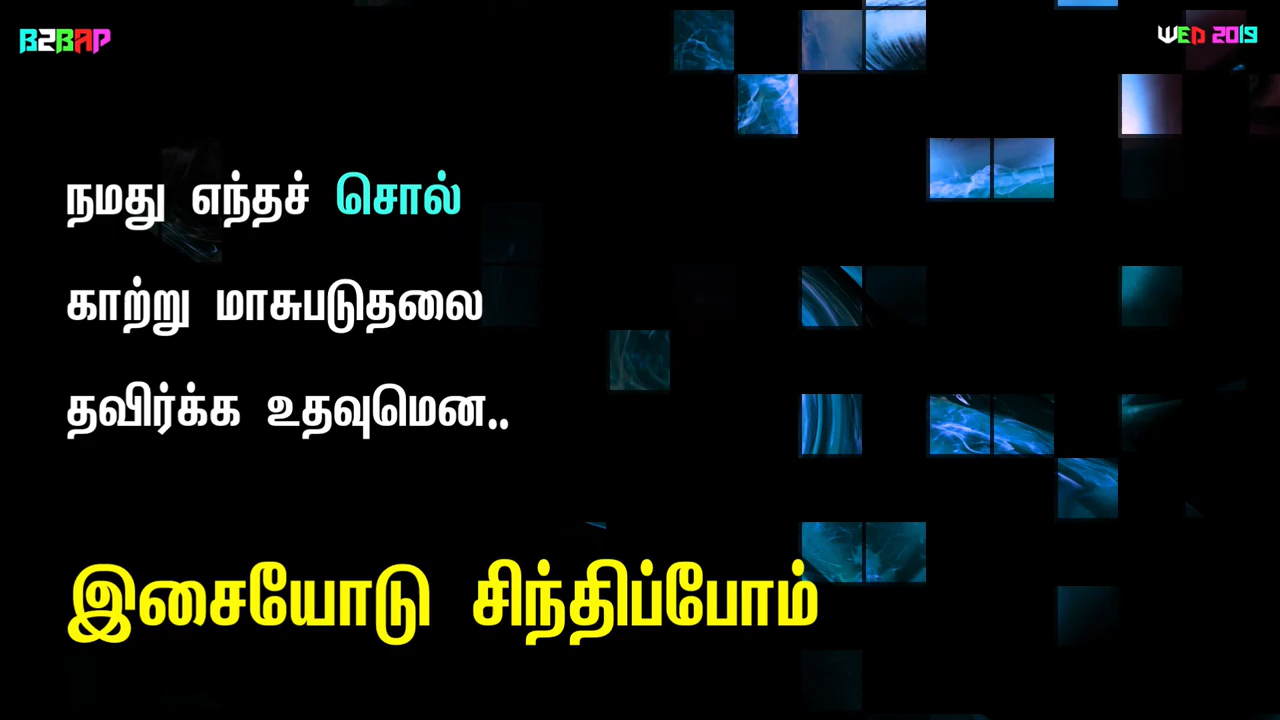 B2BAP
WED 2019
நமது எந்தச் சொல்
காற்று மாசுபடுதலை
தவிர்க்க உதவுமென..
இசையோடு சிந்திப்போம்